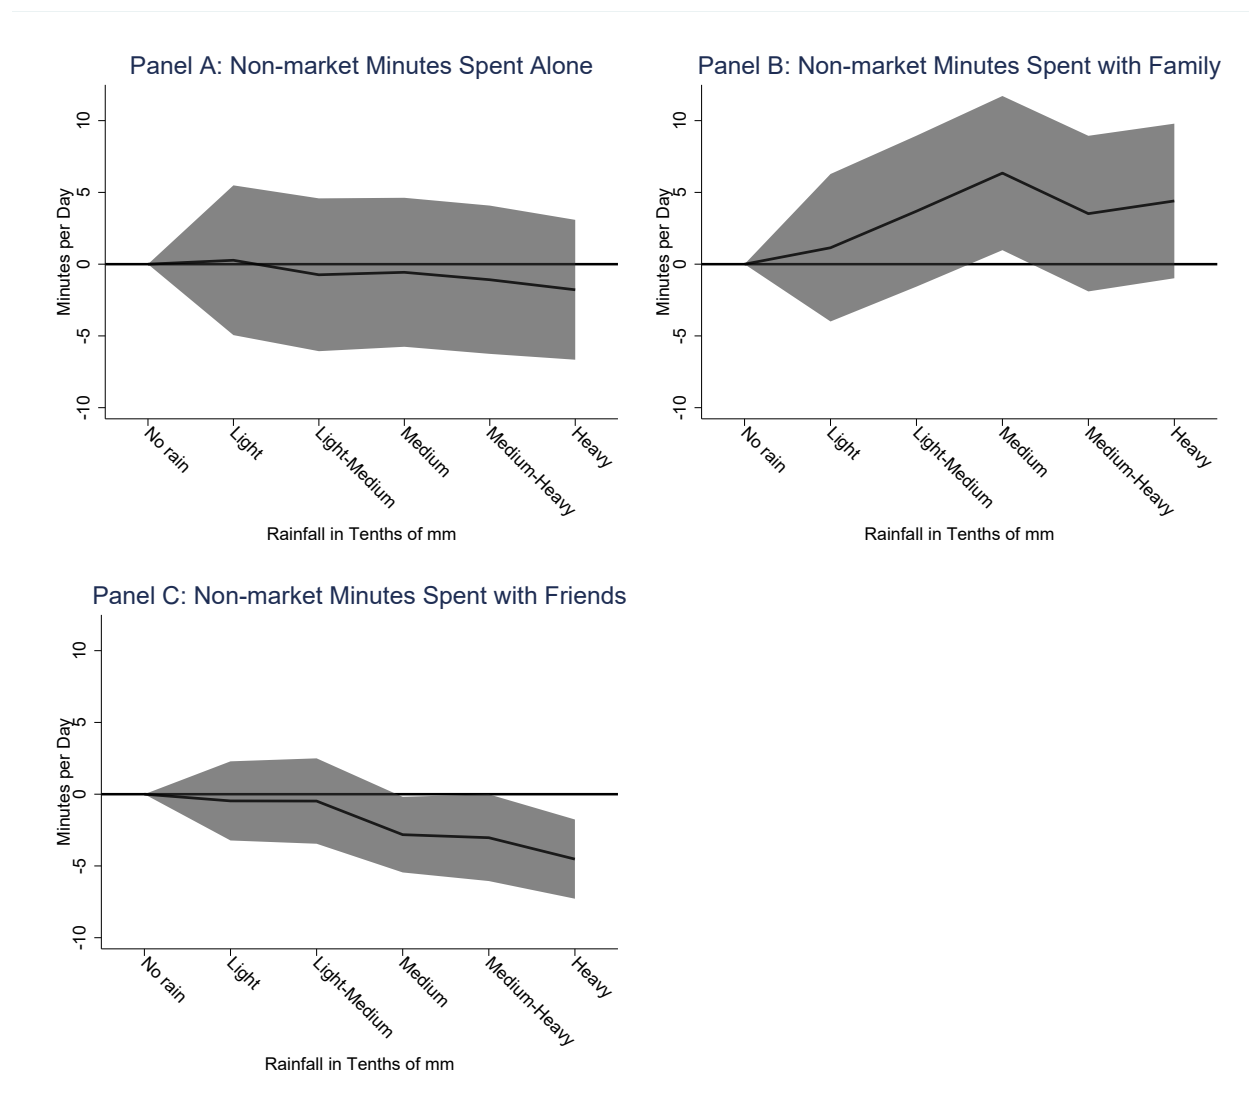 Panel A: Non-market Minutes Spent Alone
Minutes per Day
10
5
0
-5
-10
No rain
Light
Light-Medium
Medium
Medium-Heavy
Heavy
Rainfall in Tenths of mm
Panel B: Non-market Minutes Spent with Family
Minutes per Day
10
5
0
-5
-10
No rain
Light
Light-Medium
Medium
Medium-Heavy
Heavy
Rainfall in Tenths of mm
Panel C: Non-market Minutes Spent with Friends
Minutes per Day
10
5
0
-5
-10
No rain
Light
Light-Medium
Medium
Medium-Heavy
Heavy
Rainfall in Tenths of mm